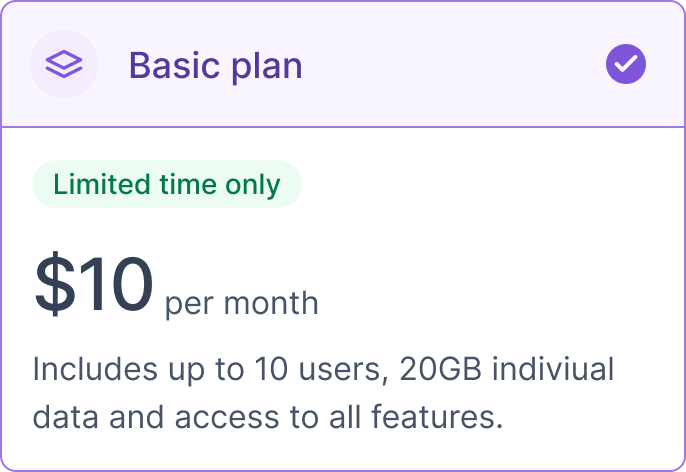 Basic plan
Limited time only
$10 per month
Includes up to 10 users, 20GB indiviual
data and access to all features.